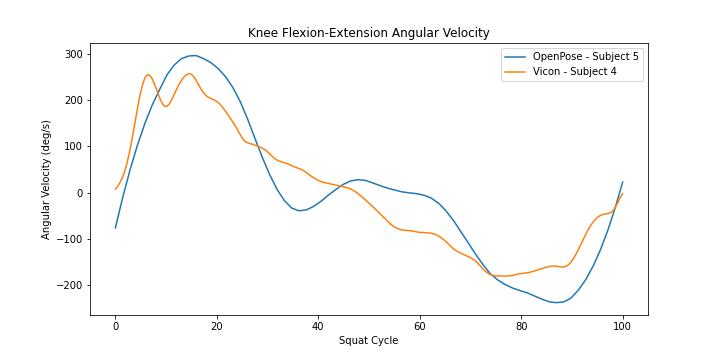 Knee Flexion-Extension Angular Velocity
OpenPose - Subject 5
Vicon - Subject 4
Angular Velocity (deg/s)
300
200
100
0
−100
−200
0
20
40
60
80
100
Squat Cycle